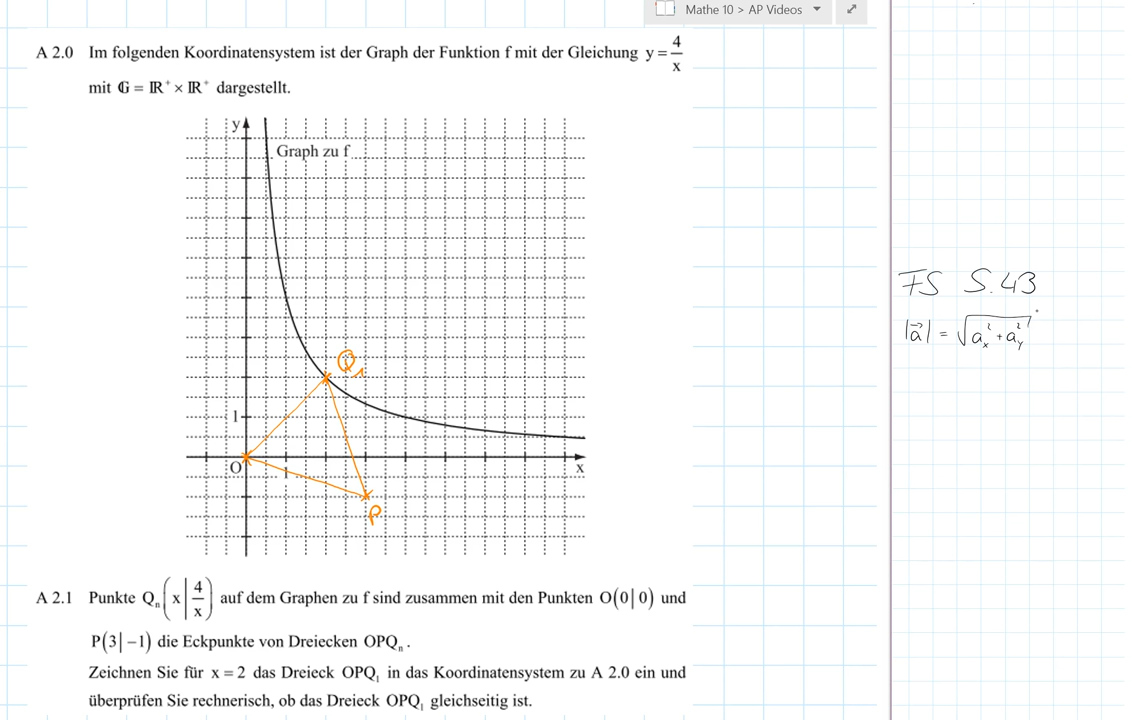 Mathe 10 > AP Videos
A 2.0 Im folgenden Koordinatensystem ist der Graph der Funktion f mit der Gleichung y = 4/x
mit 𝔾 = ℝ⁺ × ℝ⁺ dargestellt.
y
Graph zu f
Q₁
1
O
x
P
FS S.43
|a⃗| = √(aₓ² + a_y²)
A 2.1 Punkte Qₙ(x | 4/x) auf dem Graphen zu f sind zusammen mit den Punkten O(0|0) und
P(3|−1) die Eckpunkte von Dreiecken OPQₙ.
Zeichnen Sie für x = 2 das Dreieck OPQ₁ in das Koordinatensystem zu A 2.0 ein und
überprüfen Sie rechnerisch, ob das Dreieck OPQ₁ gleichseitig ist.